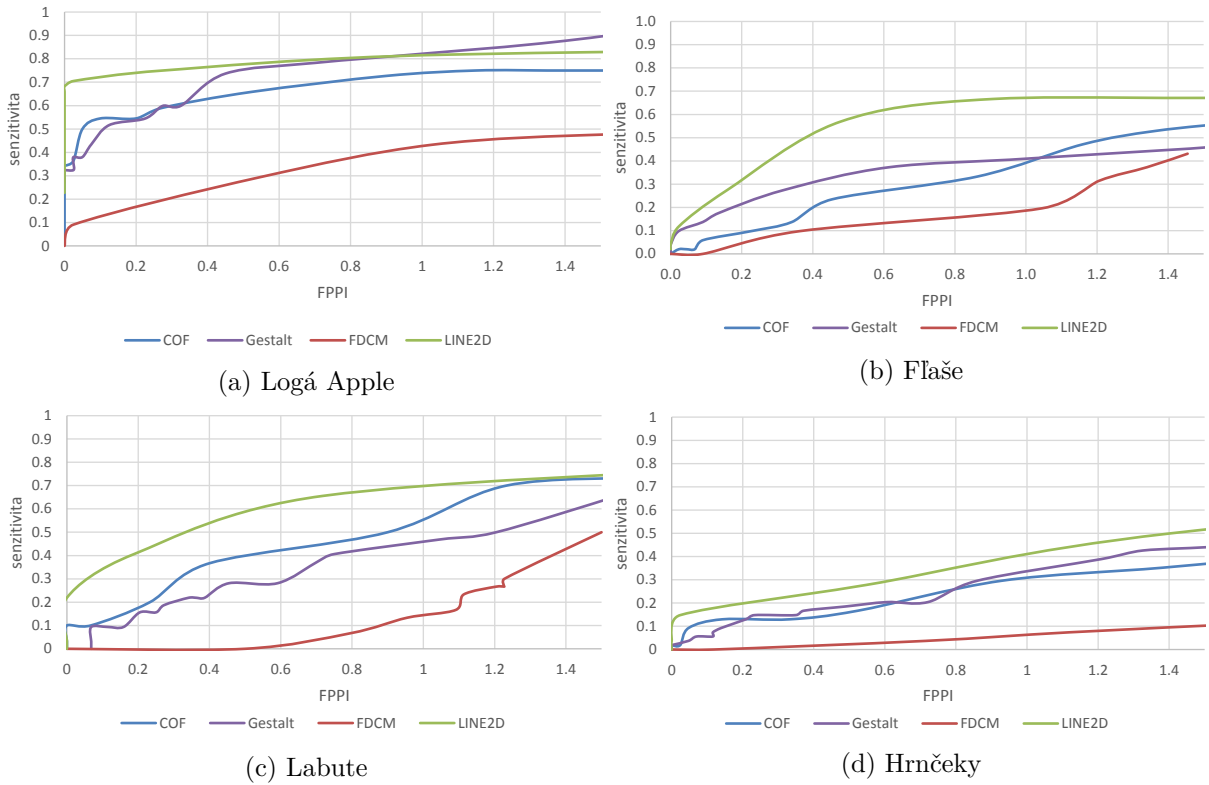 1
0.9
0.8
0.7
0.6
0.5
0.4
0.3
0.2
0.1
0
senzitivita
0 0.2 0.4 0.6 0.8 1 1.2 1.4
FPPI
COF Gestalt FDCM LINE2D
(a) Logá Apple
1.0
0.9
0.8
0.7
0.6
0.5
0.4
0.3
0.2
0.1
0.0
senzitivita
0.0 0.2 0.4 0.6 0.8 1.0 1.2 1.4
FPPI
COF Gestalt FDCM LINE2D
(b) Fľaše
1
0.9
0.8
0.7
0.6
0.5
0.4
0.3
0.2
0.1
0
senzitivita
0 0.2 0.4 0.6 0.8 1 1.2 1.4
FPPI
COF Gestalt FDCM LINE2D
(c) Labute
1
0.9
0.8
0.7
0.6
0.5
0.4
0.3
0.2
0.1
0
senzitivita
0 0.2 0.4 0.6 0.8 1 1.2 1.4
FPPI
COF Gestalt FDCM LINE2D
(d) Hrnčeky